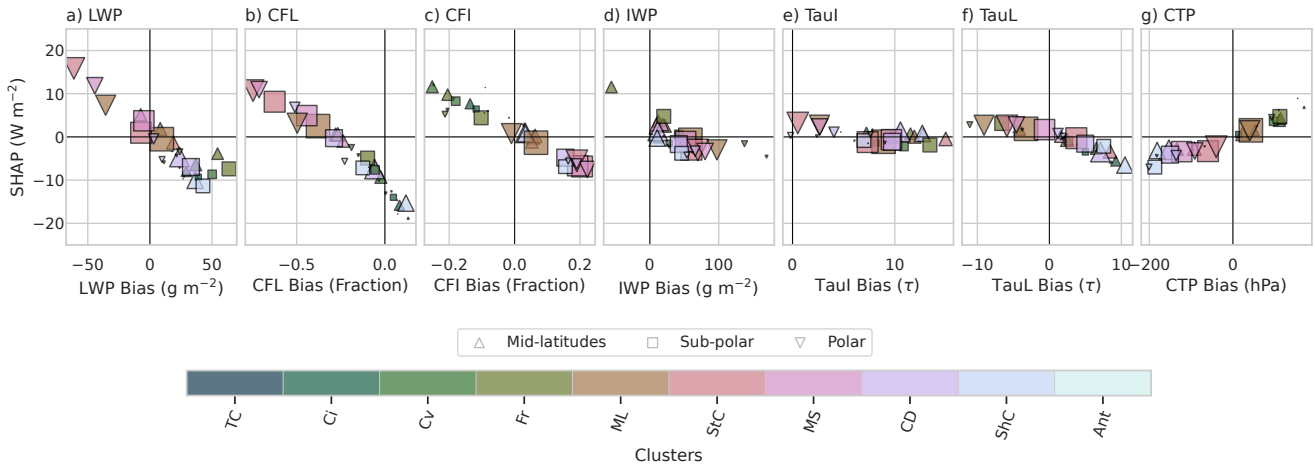 a) LWP
b) CFL
c) CFI
d) IWP
e) TauI
f) TauL
g) CTP
SHAP (W m−2)
20
10
0
−10
−20
−50 0 50
−0.5 0.0
−0.2 0.0 0.2
0 100
0 10
−10 0 10
−200 0
LWP Bias (g m−2)
CFL Bias (Fraction)
CFI Bias (Fraction)
IWP Bias (g m−2)
TauI Bias (τ)
TauL Bias (τ)
CTP Bias (hPa)
Mid-latitudes Sub-polar Polar
TC Ci Cv Fr ML StC MS CD ShC Ant
Clusters